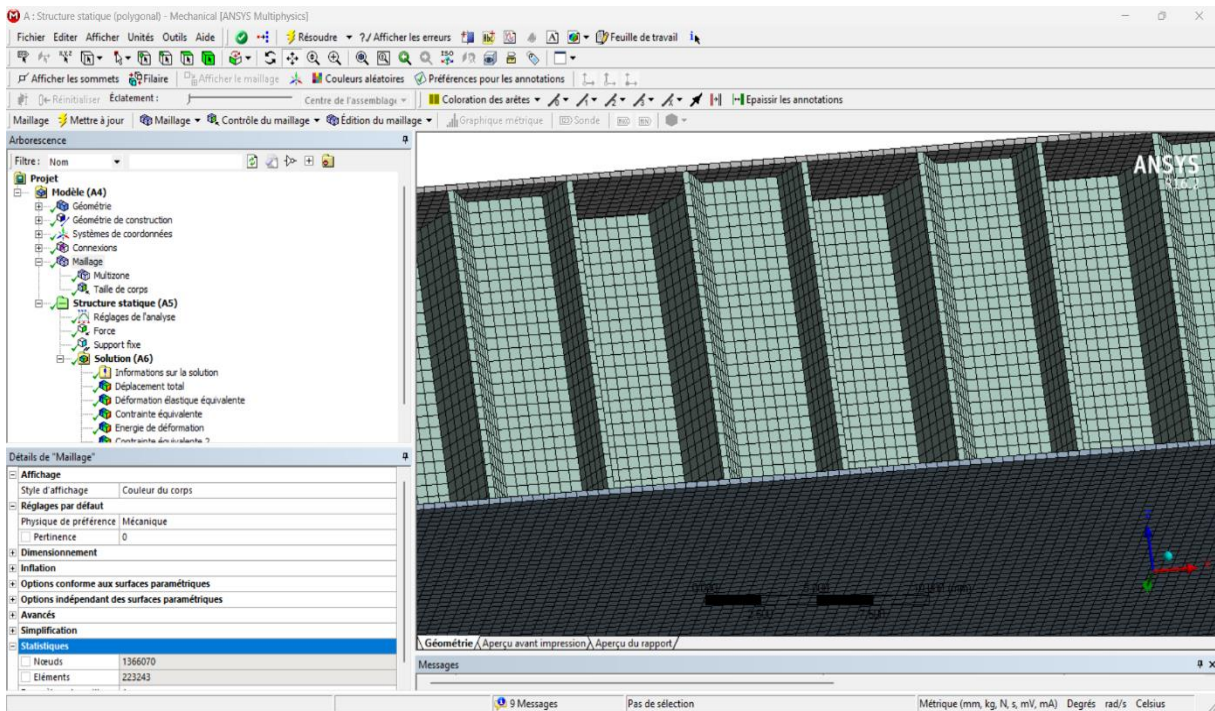 A : Structure statique (polygonal) - Mechanical [ANSYS Multiphysics]
Fichier Editer Afficher Unités Outils Aide Résoudre ?/ Afficher les erreurs Feuille de travail
Afficher les sommets Filaire Afficher le maillage Couleurs aléatoires Préférences pour les annotations
Réinitialiser Éclatement : Centre de l'assemblage Coloration des arêtes Epaissir les annotations
Maillage Mettre à jour Maillage Contrôle du maillage Édition du maillage Graphique métrique Sonde
Arborescence
Filtre : Nom
Projet
Modèle (A4)
Géométrie
Géométrie de construction
Systèmes de coordonnées
Connexions
Maillage
Multizone
Taille de corps
Structure statique (A5)
Réglages de l'analyse
Force
Support fixe
Solution (A6)
Informations sur la solution
Déplacement total
Déformation élastique équivalente
Contrainte équivalente
Energie de déformation
Contrainte équivalente 2
ANSYS
Détails de "Maillage"
Affichage
Style d'affichage Couleur du corps
Réglages par défaut
Physique de préférence Mécanique
Pertinence 0
Dimensionnement
Inflation
Options conforme aux surfaces paramétriques
Options indépendant des surfaces paramétriques
Avancés
Simplification
Statistiques
Nœuds 1366070
Eléments 223243
Géométrie Aperçu avant impression Aperçu du rapport
Messages
9 Messages Pas de sélection Métrique (mm, kg, N, s, mV, mA) Degrés rad/s Celsius